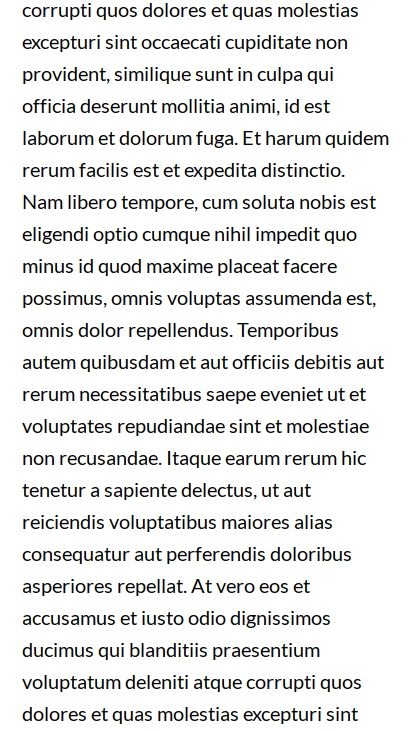 corrupti quos dolores et quas molestias
excepturi sint occaecati cupiditate non
provident, similique sunt in culpa qui
officia deserunt mollitia animi, id est
laborum et dolorum fuga. Et harum quidem
rerum facilis est et expedita distinctio.
Nam libero tempore, cum soluta nobis est
eligendi optio cumque nihil impedit quo
minus id quod maxime placeat facere
possimus, omnis voluptas assumenda est,
omnis dolor repellendus. Temporibus
autem quibusdam et aut officiis debitis aut
rerum necessitatibus saepe eveniet ut et
voluptates repudiandae sint et molestiae
non recusandae. Itaque earum rerum hic
tenetur a sapiente delectus, ut aut
reiciendis voluptatibus maiores alias
consequatur aut perferendis doloribus
asperiores repellat. At vero eos et
accusamus et iusto odio dignissimos
ducimus qui blanditiis praesentium
voluptatum deleniti atque corrupti quos
dolores et quas molestias excepturi sint